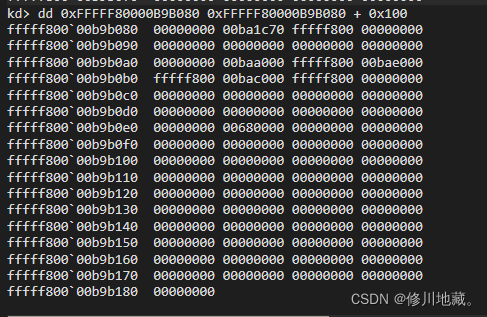 kd> dd 0xFFFFF80000B9B080 0xFFFFF80000B9B080 + 0x100
fffff800`00b9b080  00000000 00ba1c70 fffff800 00000000
fffff800`00b9b090  00000000 00000000 00000000 00000000
fffff800`00b9b0a0  00000000 00baa000 fffff800 00bae000
fffff800`00b9b0b0  fffff800 00bac000 fffff800 00000000
fffff800`00b9b0c0  00000000 00000000 00000000 00000000
fffff800`00b9b0d0  00000000 00000000 00000000 00000000
fffff800`00b9b0e0  00000000 00680000 00000000 00000000
fffff800`00b9b0f0  00000000 00000000 00000000 00000000
fffff800`00b9b100  00000000 00000000 00000000 00000000
fffff800`00b9b110  00000000 00000000 00000000 00000000
fffff800`00b9b120  00000000 00000000 00000000 00000000
fffff800`00b9b130  00000000 00000000 00000000 00000000
fffff800`00b9b140  00000000 00000000 00000000 00000000
fffff800`00b9b150  00000000 00000000 00000000 00000000
fffff800`00b9b160  00000000 00000000 00000000 00000000
fffff800`00b9b170  00000000 00000000 00000000 00000000
fffff800`00b9b180  00000000
CSDN @修川地藏。